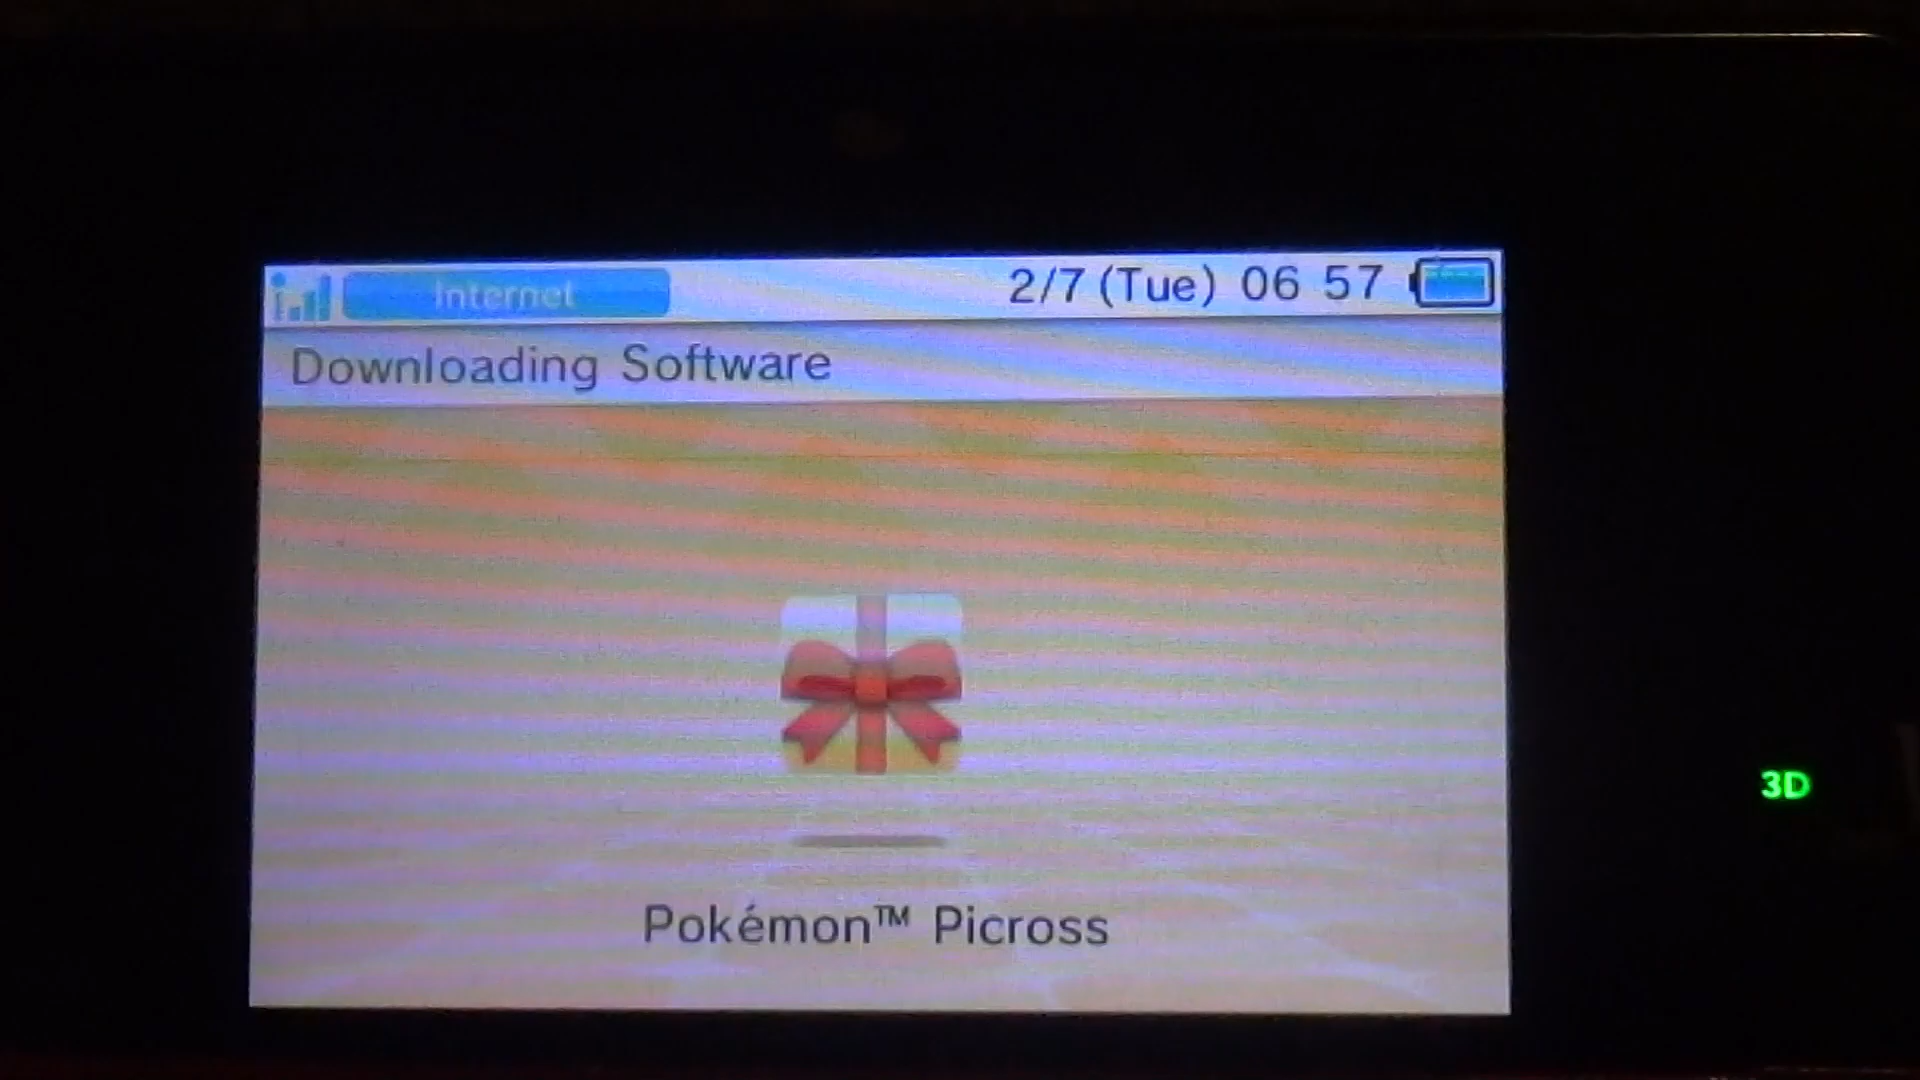 Internet
2/7 (Tue) 06 57
Downloading Software
Pokémon™ Picross
3D